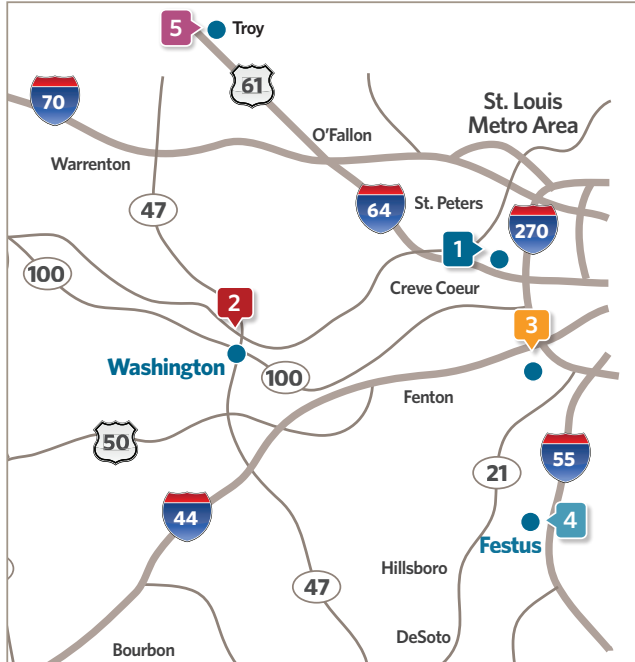 5
Troy
61
70
St. Louis
Metro Area
O'Fallon
Warrenton
47
64
St. Peters
270
1
100
Creve Coeur
2
3
Washington
100
Fenton
50
21
55
44
4
Festus
Hillsboro
47
DeSoto
Bourbon